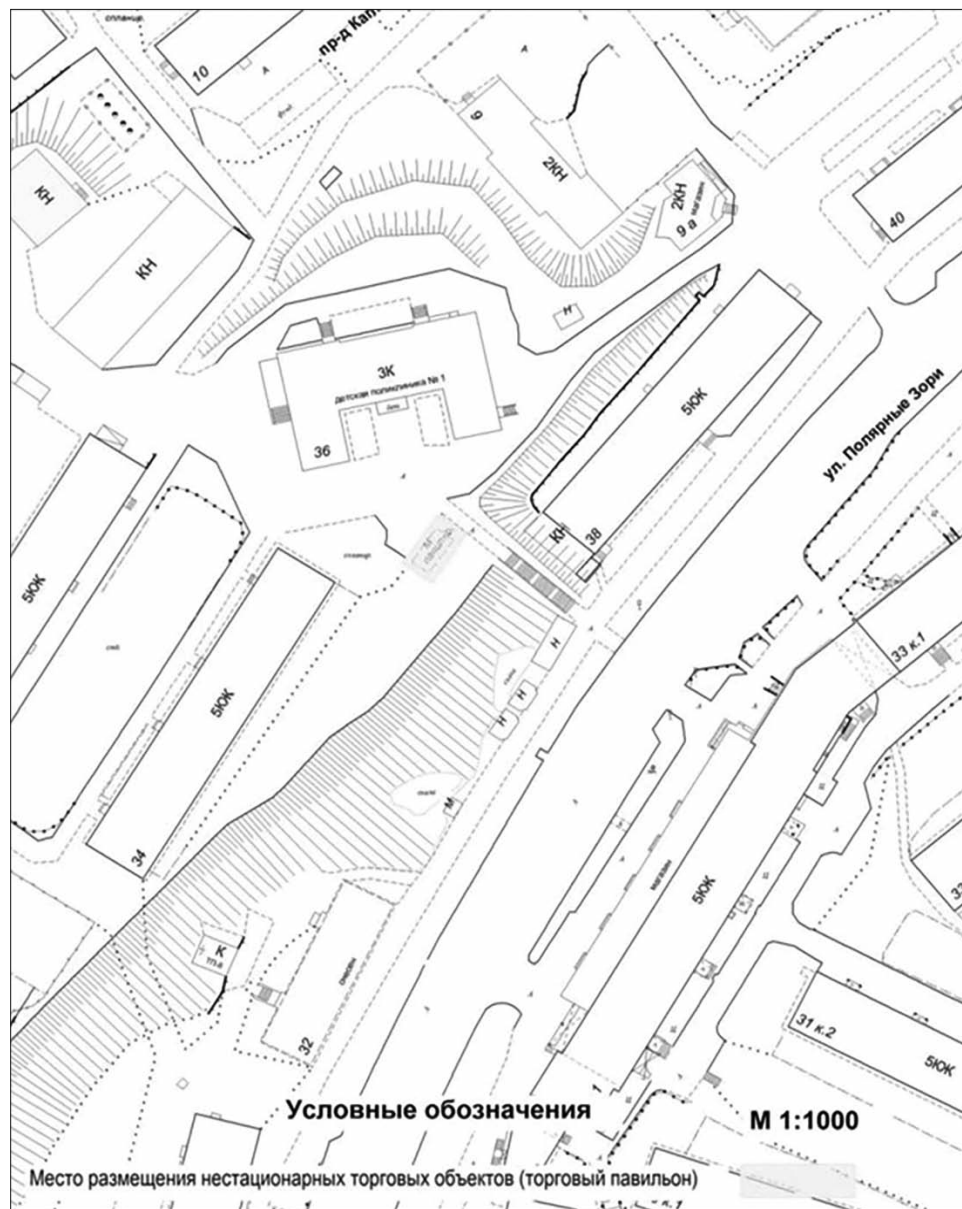 спланир.
пр-д Кап
10
А
А
9
2КН
2КН
магазин
9 а
40
КН
КН
Н
3К
детская поликлиника № 1
36
5ЮК
ул. Полярные Зори
КН
38
М
5ЮК
5ЮК
34
Н
Н
Н
М
33 к.1
магазин
5ЮК
К
32
31 к.2
5ЮК
1
Условные обозначения
М 1:1000
Место размещения нестационарных торговых объектов (торговый павильон)